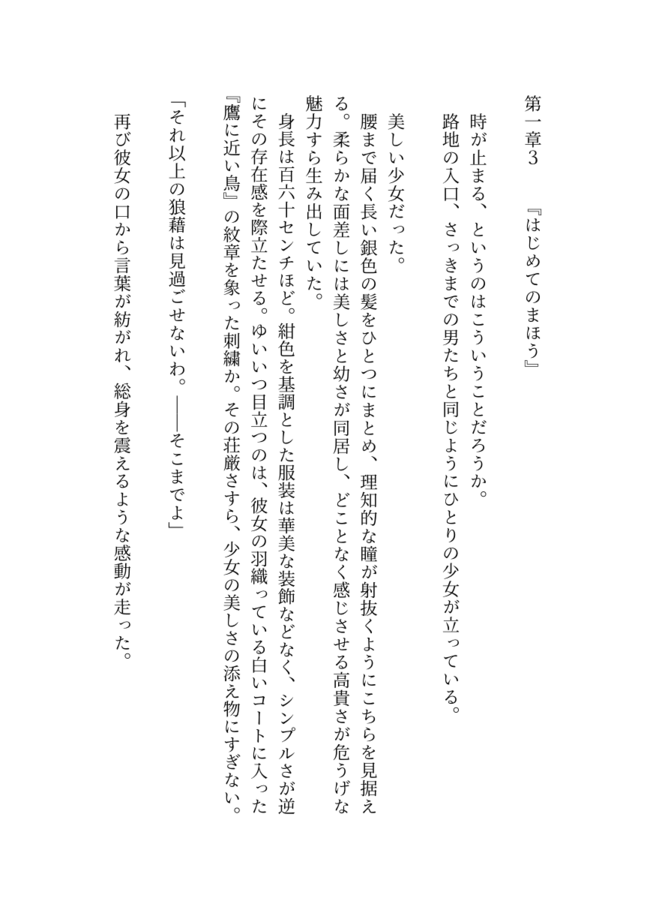 第一章３　　『はじめてのまほう』
時が止まる、というのはこういうことだろうか。
路地の入口、さっきまでの男たちと同じようにひとりの少女が立っている。
美しい少女だった。
腰まで届く長い銀色の髪をひとつにまとめ、理知的な瞳が射抜くようにこちらを見据え
る。柔らかな面差しには美しさと幼さが同居し、どことなく感じさせる高貴さが危うげな
魅力すら生み出していた。
身長は百六十センチほど。紺色を基調とした服装は華美な装飾などなく、シンプルさが逆
にその存在感を際立たせる。ゆいいつ目立つのは、彼女の羽織っている白いコートに入った
『鷹に近い鳥』の紋章を象った刺繍か。その荘厳さすら、少女の美しさの添え物にすぎない。
「それ以上の狼藉は見過ごせないわ。――そこまでよ」
再び彼女の口から言葉が紡がれ、総身を震えるような感動が走った。